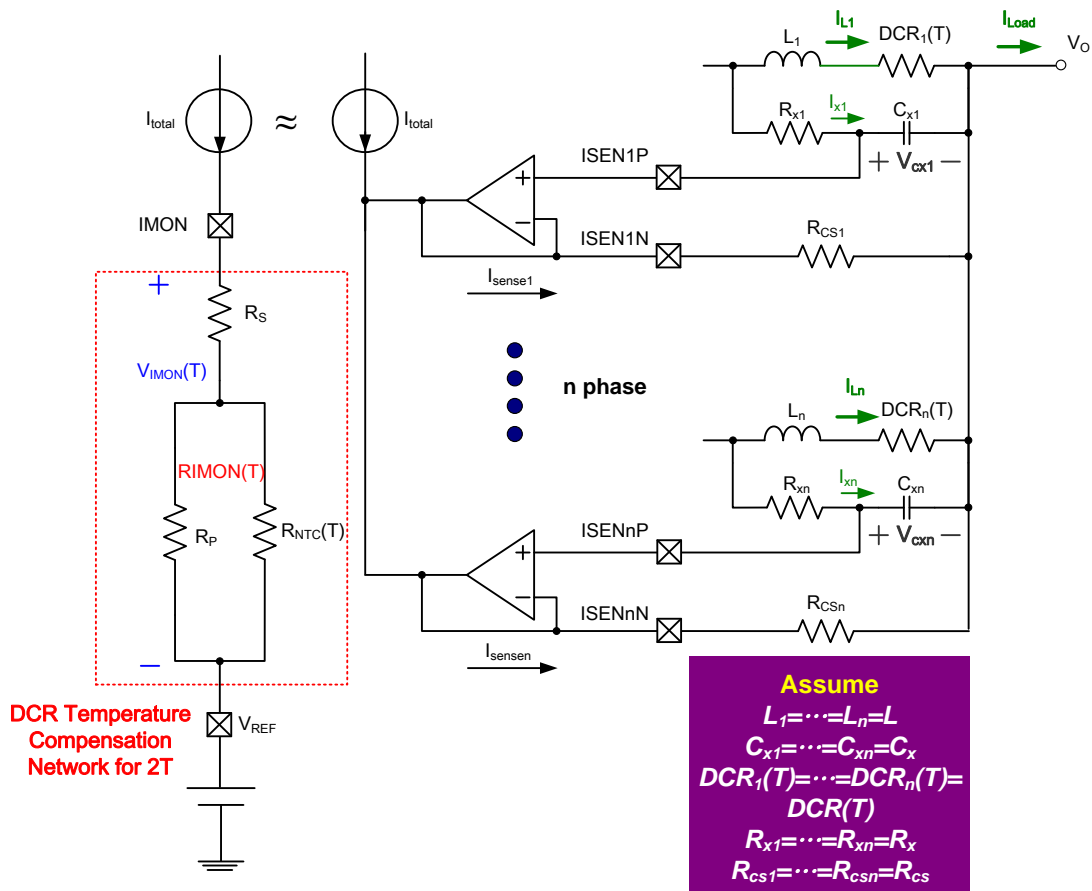 I_L1
I_Load
L_1
DCR_1(T)
V_O
I_total
≈
I_total
R_x1
I_x1
C_x1
+ V_cx1 −
ISEN1P
+
−
IMON
ISEN1N
R_CS1
I_sense1
+
R_S
V_IMON(T)
n phase
I_Ln
L_n
DCR_n(T)
RIMON(T)
R_xn
I_xn
C_xn
R_P
R_NTC(T)
ISENnP
+ V_cxn −
+
−
ISENnN
R_CSn
I_sensen
−
DCR Temperature
Compensation
Network for 2T
V_REF
Assume
L_1=···=L_n=L
C_x1=···=C_xn=C_x
DCR_1(T)=···=DCR_n(T)=
DCR(T)
R_x1=···=R_xn=R_x
R_cs1=···=R_csn=R_cs